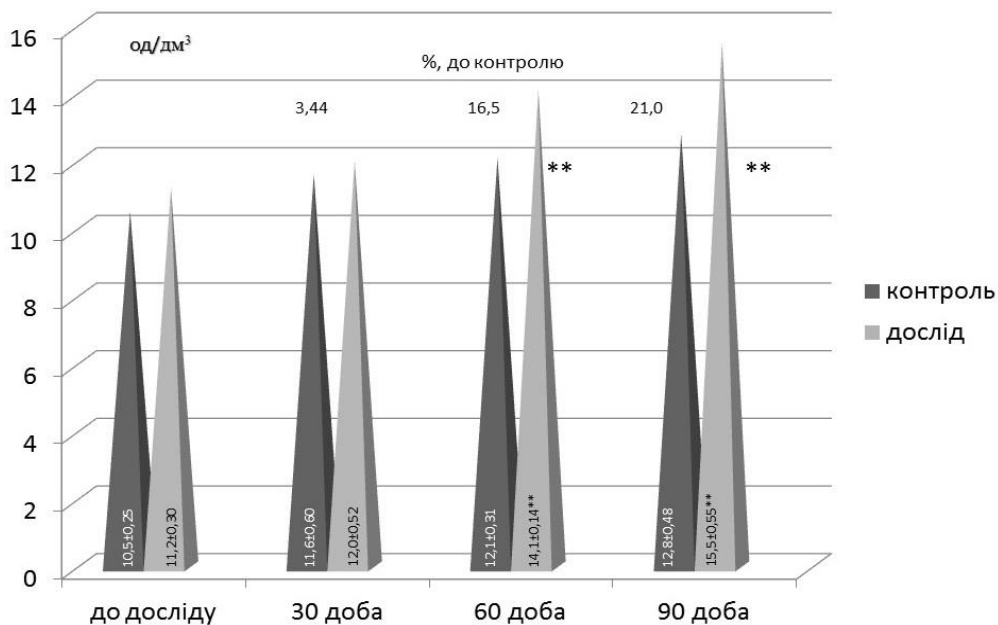 од/дм³
%, до контролю
3,44
16,5
21,0
**
**
16
14
12
10
8
6
4
2
0
10,5±0,25
11,2±0,30
11,6±0,60
12,0±0,52
12,1±0,31
14,1±0,14**
12,8±0,48
15,5±0,55**
до досліду
30 доба
60 доба
90 доба
контроль
дослід